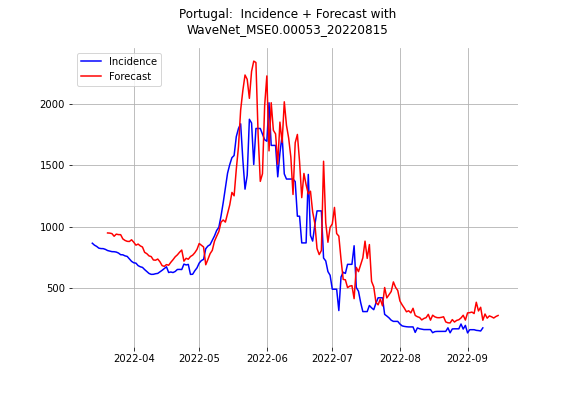 Portugal:  Incidence + Forecast with
WaveNet_MSE0.00053_20220815
Incidence
Forecast
2000
1500
1000
500
2022-04
2022-05
2022-06
2022-07
2022-08
2022-09